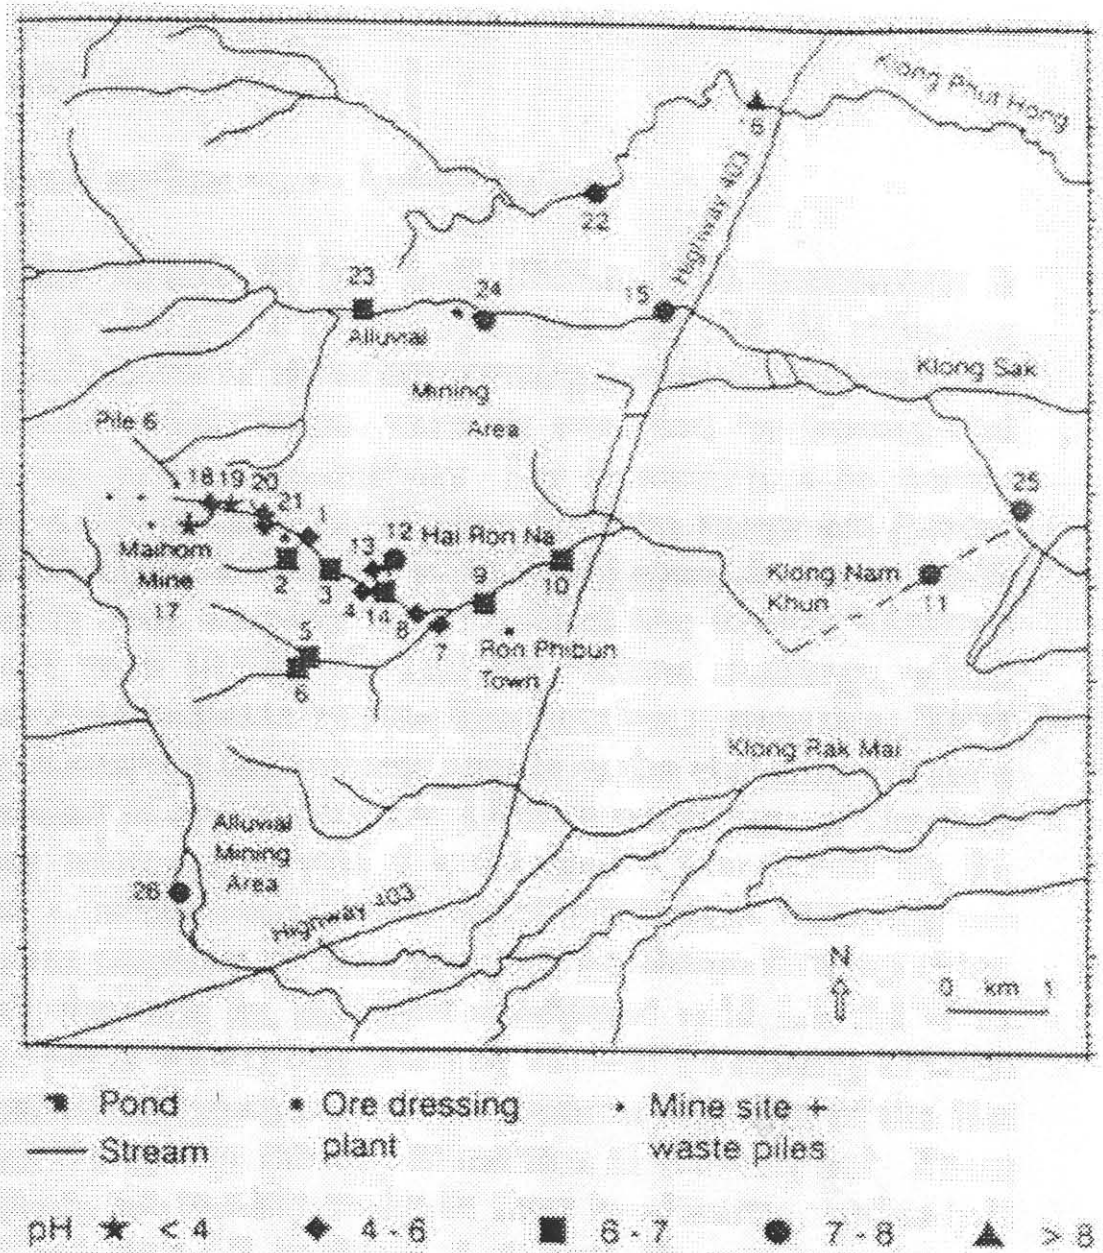 Klong Phut Hong
6
Highway 403
22
23
24
15
Alluvial
Mining
Area
Klong Sak
Pile 6
18 19 20
21
1
25
12
Hai Ron Na
13
Maihom
Mine
17
2
3
4
14
8
7
9
10
Klong Nam
Khun
11
Ron Phibun
Town
5
6
Klong Rak Mai
Alluvial
Mining
Area
26
Highway 403
N
0 km 1
Pond
Ore dressing
plant
Mine site +
waste piles
Stream
pH < 4 4 - 6 6 - 7 7 - 8 > 8